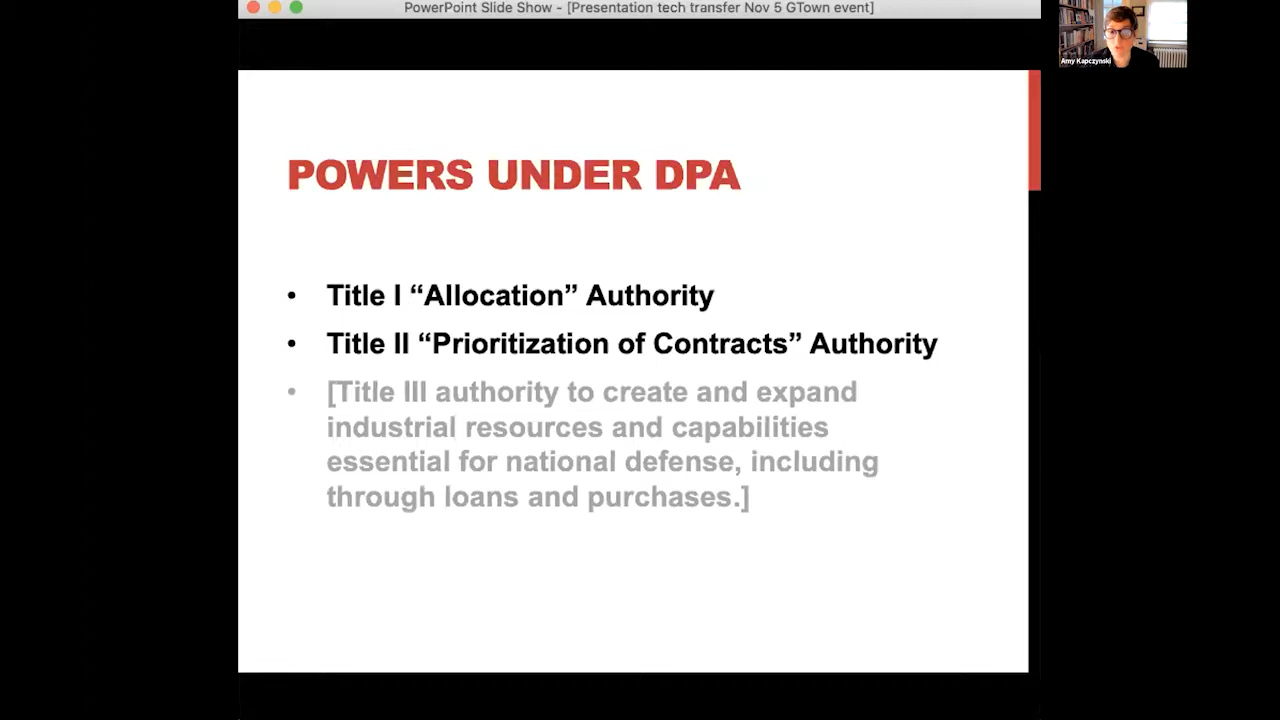 PowerPoint Slide Show - [Presentation tech transfer Nov 5 GTown event]
Amy Kapczynski
POWERS UNDER DPA
• Title I “Allocation” Authority
• Title II “Prioritization of Contracts” Authority
• [Title III authority to create and expand
industrial resources and capabilities
essential for national defense, including
through loans and purchases.]